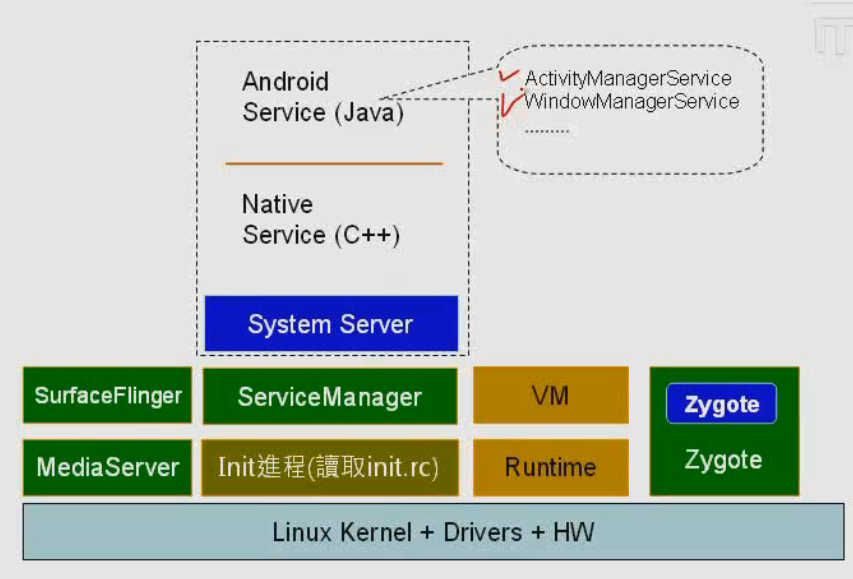 Android
Service (Java)
ActivityManagerService
WindowManagerService
.........
Native
Service (C++)
System Server
SurfaceFlinger
ServiceManager
VM
Zygote
MediaServer
Init進程(讀取init.rc)
Runtime
Zygote
Linux Kernel + Drivers + HW